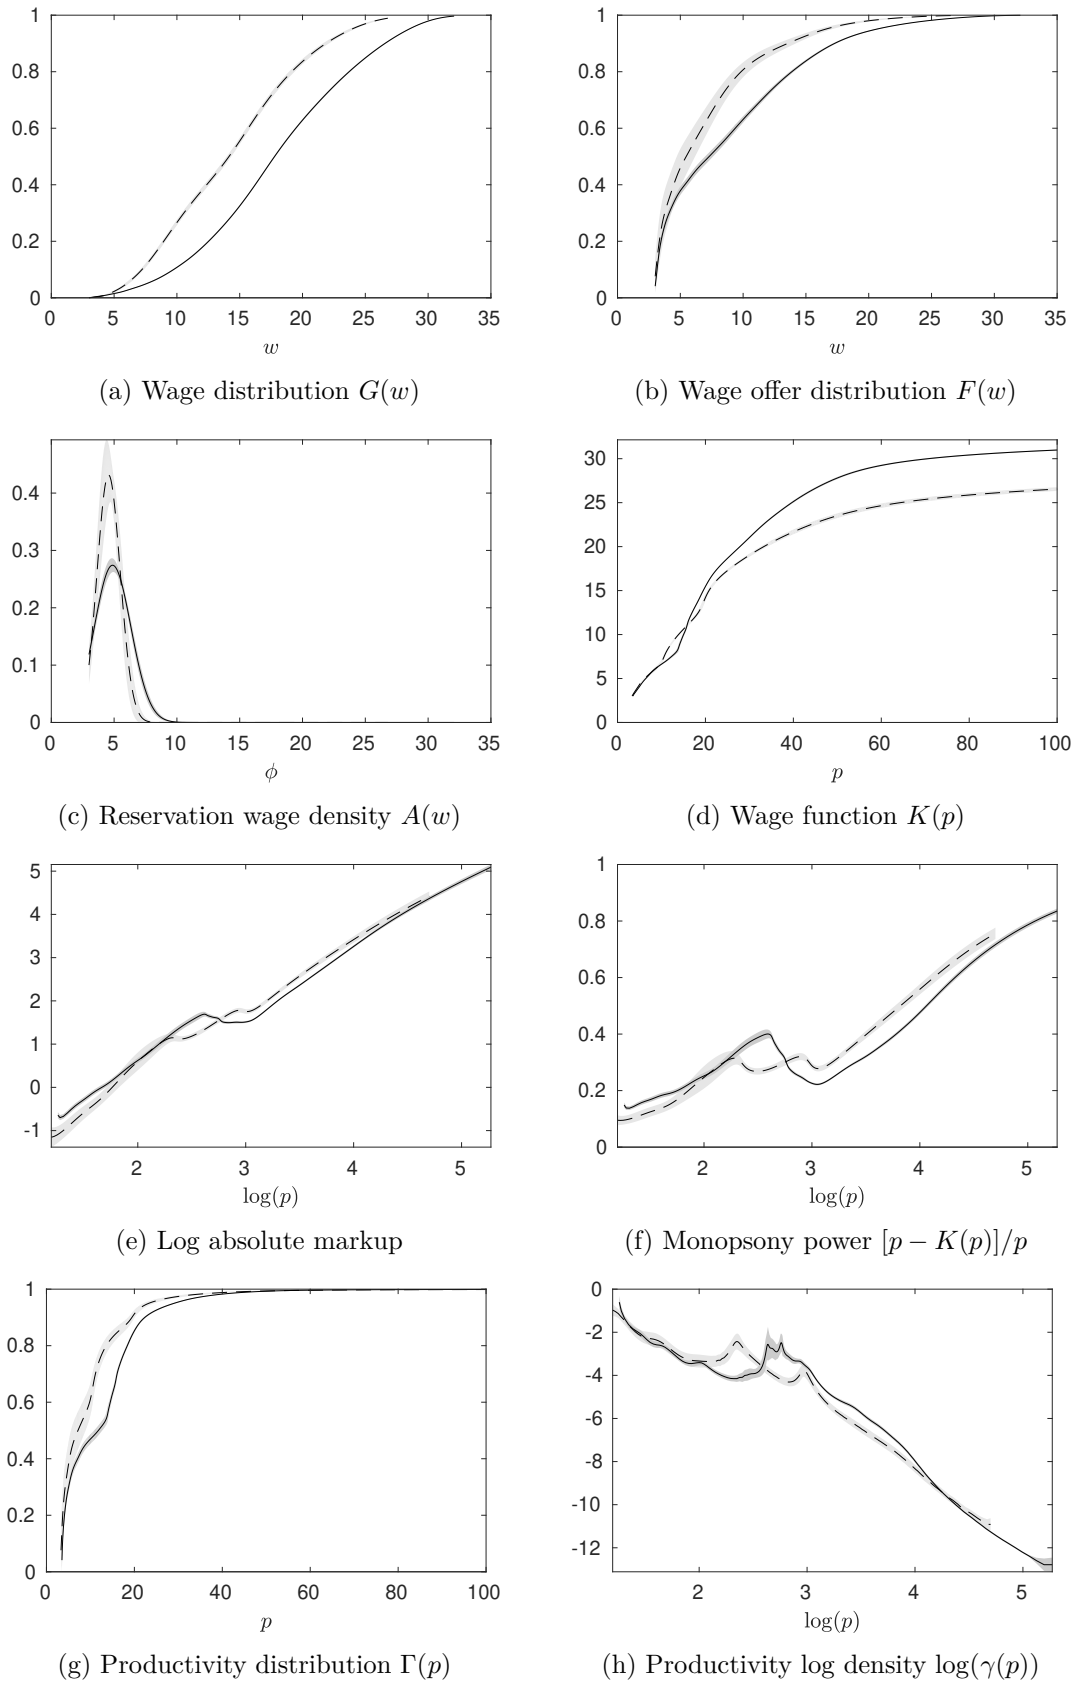 1
0.8
0.6
0.4
0.2
0
0 5 10 15 20 25 30 35
w
(a) Wage distribution G(w)
1
0.8
0.6
0.4
0.2
0
0 5 10 15 20 25 30 35
w
(b) Wage offer distribution F(w)
0.4
0.3
0.2
0.1
0
0 5 10 15 20 25 30 35
ϕ
(c) Reservation wage density A(w)
30
25
20
15
10
5
0
0 20 40 60 80 100
p
(d) Wage function K(p)
5
4
3
2
1
0
-1
2 3 4 5
log(p)
(e) Log absolute markup
1
0.8
0.6
0.4
0.2
0
2 3 4 5
log(p)
(f) Monopsony power [p − K(p)]/p
1
0.8
0.6
0.4
0.2
0
0 20 40 60 80 100
p
(g) Productivity distribution Γ(p)
0
-2
-4
-6
-8
-10
-12
2 3 4 5
log(p)
(h) Productivity log density log(γ(p))